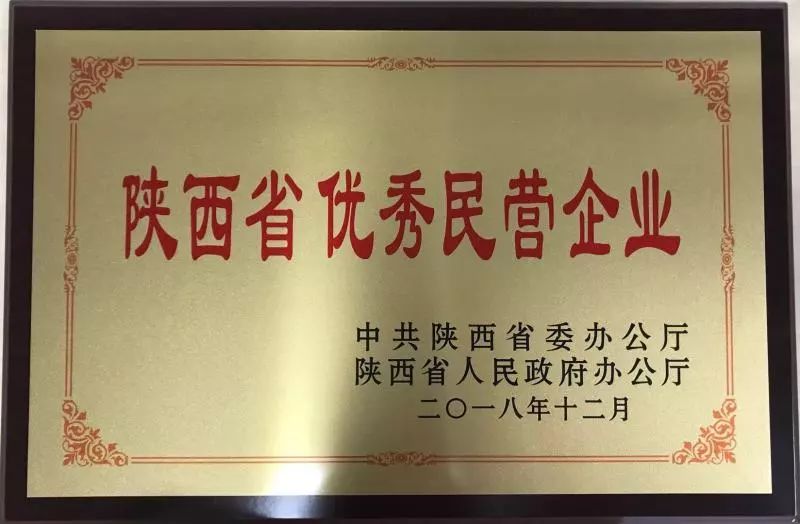 陕西省优秀民营企业
中共陕西省委办公厅
陕西省人民政府办公厅
二〇一八年十二月